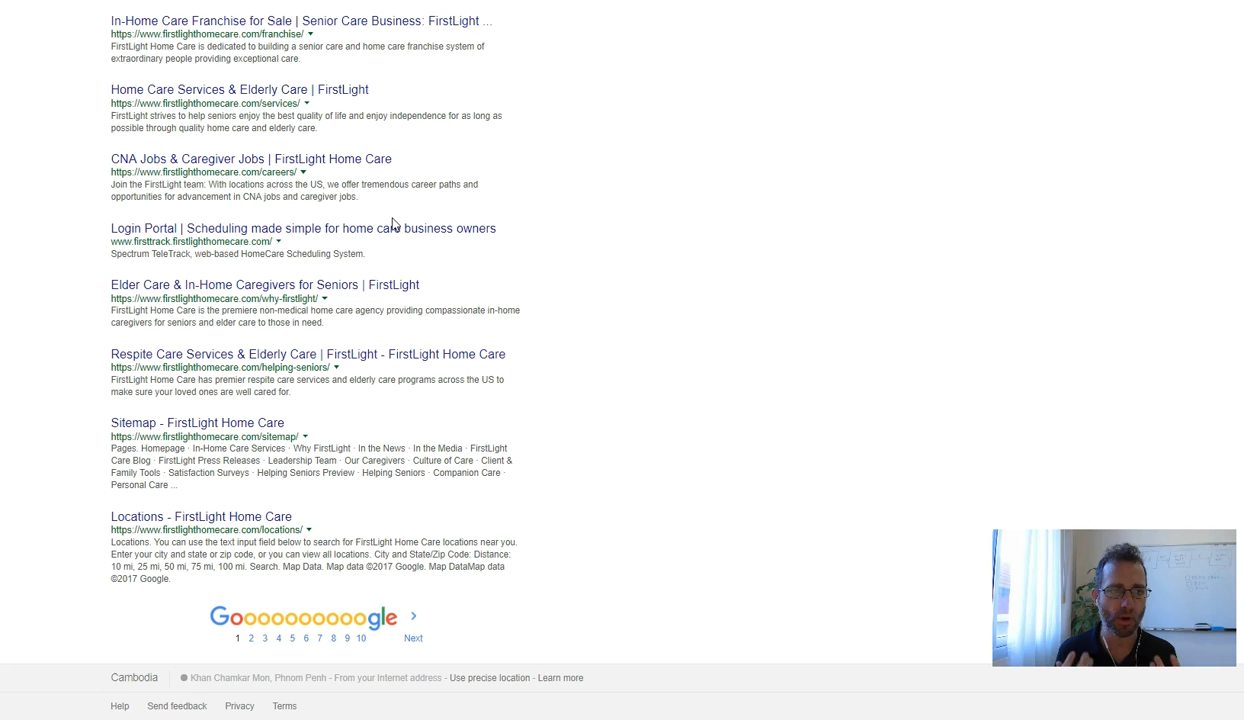 In-Home Care Franchise for Sale | Senior Care Business: FirstLight ...
https://www.firstlighthomecare.com/franchise/
FirstLight Home Care is dedicated to building a senior care and home care franchise system of
extraordinary people providing exceptional care.
Home Care Services & Elderly Care | FirstLight
https://www.firstlighthomecare.com/services/
FirstLight strives to help seniors enjoy the best quality of life and enjoy independence for as long as
possible through quality home care and elderly care.
CNA Jobs & Caregiver Jobs | FirstLight Home Care
https://www.firstlighthomecare.com/careers/
Join the FirstLight team: With locations across the US, we offer tremendous career paths and
opportunities for advancement in CNA jobs and caregiver jobs.
Login Portal | Scheduling made simple for home care business owners
www.firsttrack.firstlighthomecare.com/
Spectrum TeleTrack, web-based HomeCare Scheduling System.
Elder Care & In-Home Caregivers for Seniors | FirstLight
https://www.firstlighthomecare.com/why-firstlight/
FirstLight Home Care is the premiere non-medical home care agency providing compassionate in-home
caregivers for seniors and elder care to those in need.
Respite Care Services & Elderly Care | FirstLight - FirstLight Home Care
https://www.firstlighthomecare.com/helping-seniors/
FirstLight Home Care has premier respite care services and elderly care programs across the US to
make sure your loved ones are well cared for.
Sitemap - FirstLight Home Care
https://www.firstlighthomecare.com/sitemap/
Pages. Homepage · In-Home Care Services · Why FirstLight · In the News · In the Media · FirstLight
Care Blog · FirstLight Press Releases · Leadership Team · Our Caregivers · Culture of Care · Client &
Family Tools · Satisfaction Surveys · Helping Seniors Preview · Helping Seniors · Companion Care ·
Personal Care ...
Locations - FirstLight Home Care
https://www.firstlighthomecare.com/locations/
Locations. You can use the text input field below to search for FirstLight Home Care locations near you.
Enter your city and state or zip code, or you can view all locations. City and State/Zip Code: Distance:
10 mi, 25 mi, 50 mi, 75 mi, 100 mi. Search. Map Data. Map data ©2017 Google. Map DataMap data
©2017 Google.
Goooooooooogle >
1 2 3 4 5 6 7 8 9 10 Next
Cambodia Khan Chamkar Mon, Phnom Penh - From your Internet address - Use precise location - Learn more
Help Send feedback Privacy Terms